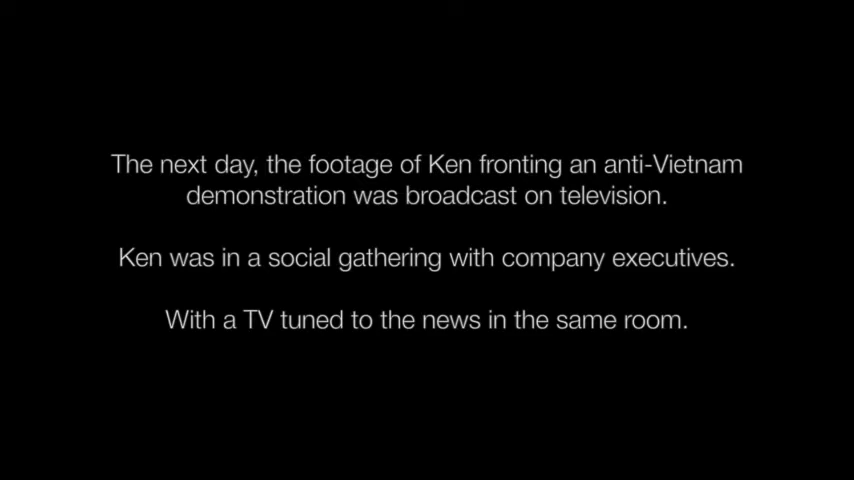 The next day, the footage of Ken fronting an anti-Vietnam
demonstration was broadcast on television.
Ken was in a social gathering with company executives.
With a TV tuned to the news in the same room.